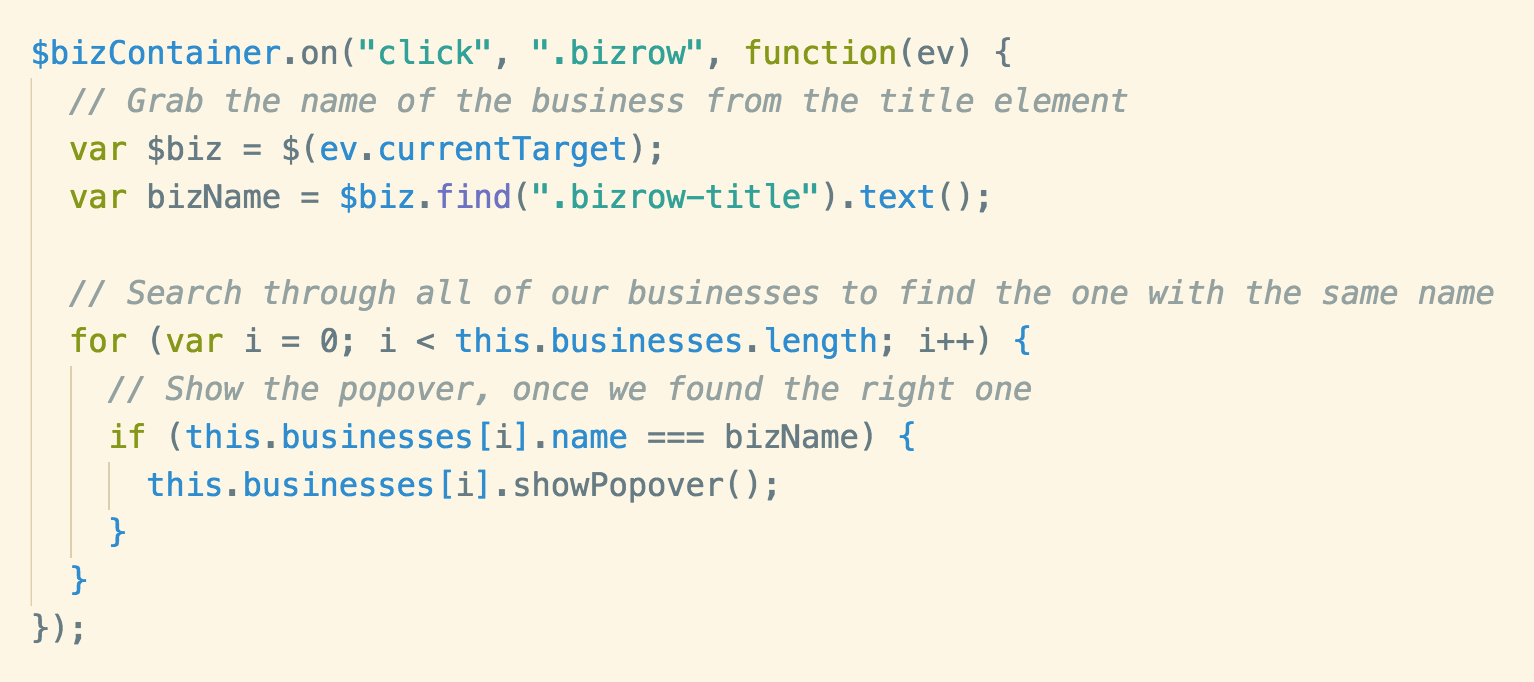 $bizContainer.on("click", ".bizrow", function(ev) {
  // Grab the name of the business from the title element
  var $biz = $(ev.currentTarget);
  var bizName = $biz.find(".bizrow-title").text();

  // Search through all of our businesses to find the one with the same name
  for (var i = 0; i < this.businesses.length; i++) {
    // Show the popover, once we found the right one
    if (this.businesses[i].name === bizName) {
      this.businesses[i].showPopover();
    }
  }
});